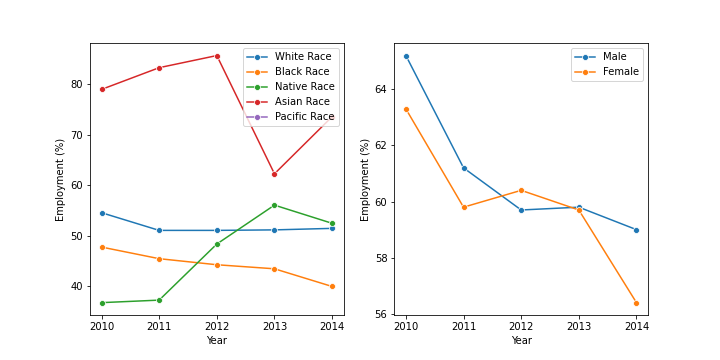 White Race
Black Race
Native Race
Asian Race
Pacific Race
80
70
60
50
40
Employment (%)
2010 2011 2012 2013 2014
Year
Male
Female
64
62
60
58
56
Employment (%)
2010 2011 2012 2013 2014
Year